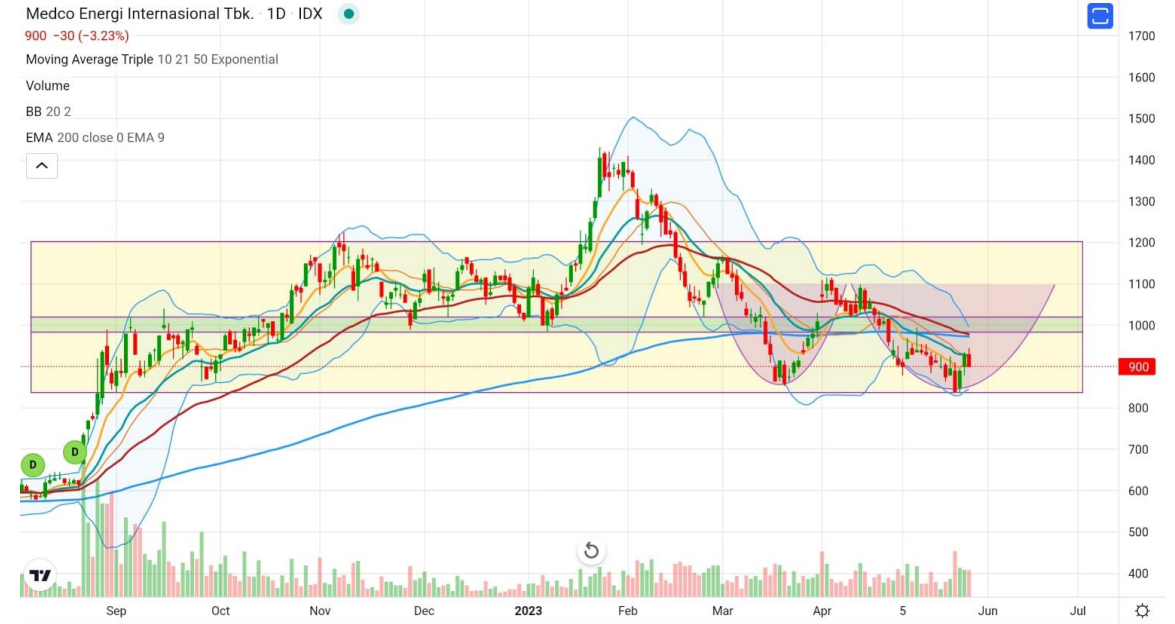 Medco Energi Internasional Tbk. · 1D · IDX
900 −30 (−3.23%)
Moving Average Triple 10 21 50 Exponential
Volume
BB 20 2
EMA 200 close 0 EMA 9
1700
1600
1500
1400
1300
1200
1100
1000
900
800
700
600
500
400
D
D
Sep Oct Nov Dec 2023 Feb Mar Apr 5 Jun Jul